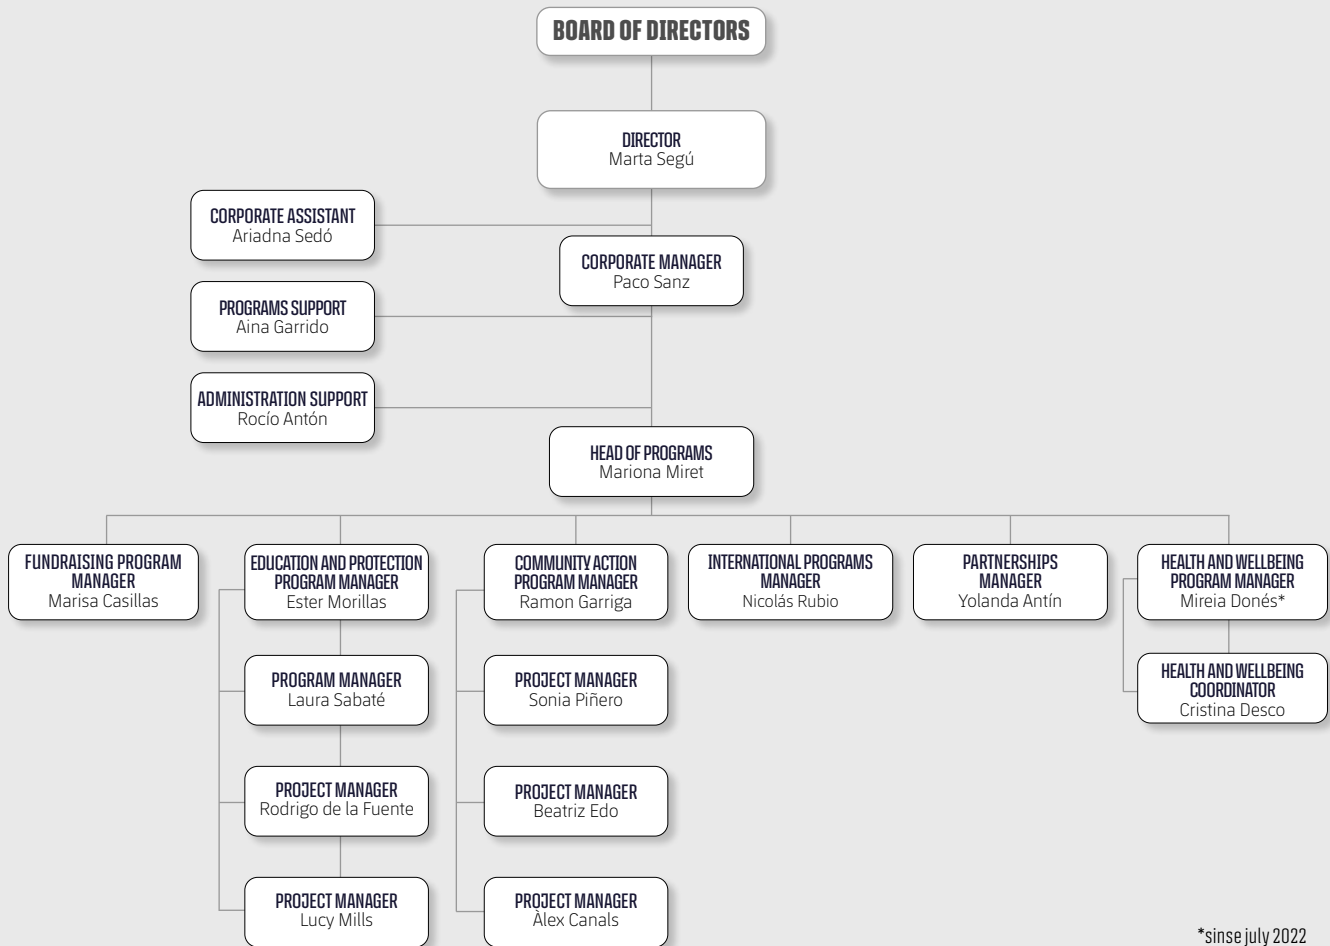 BOARD OF DIRECTORS
DIRECTOR
Marta Segú
CORPORATE ASSISTANT
Ariadna Sedó
CORPORATE MANAGER
Paco Sanz
PROGRAMS SUPPORT
Aina Garrido
ADMINISTRATION SUPPORT
Rocío Antón
HEAD OF PROGRAMS
Mariona Miret
FUNDRAISING PROGRAM
MANAGER
Marisa Casillas
EDUCATION AND PROTECTION
PROGRAM MANAGER
Ester Morillas
COMMUNITY ACTION
PROGRAM MANAGER
Ramon Garriga
INTERNATIONAL PROGRAMS
MANAGER
Nicolás Rubio
PARTNERSHIPS
MANAGER
Yolanda Antín
HEALTH AND WELLBEING
PROGRAM MANAGER
Mireia Donés*
PROGRAM MANAGER
Laura Sabaté
PROJECT MANAGER
Sonia Piñero
HEALTH AND WELLBEING
COORDINATOR
Cristina Desco
PROJECT MANAGER
Rodrigo de la Fuente
PROJECT MANAGER
Beatriz Edo
PROJECT MANAGER
Lucy Mills
PROJECT MANAGER
Àlex Canals
*sinse july 2022